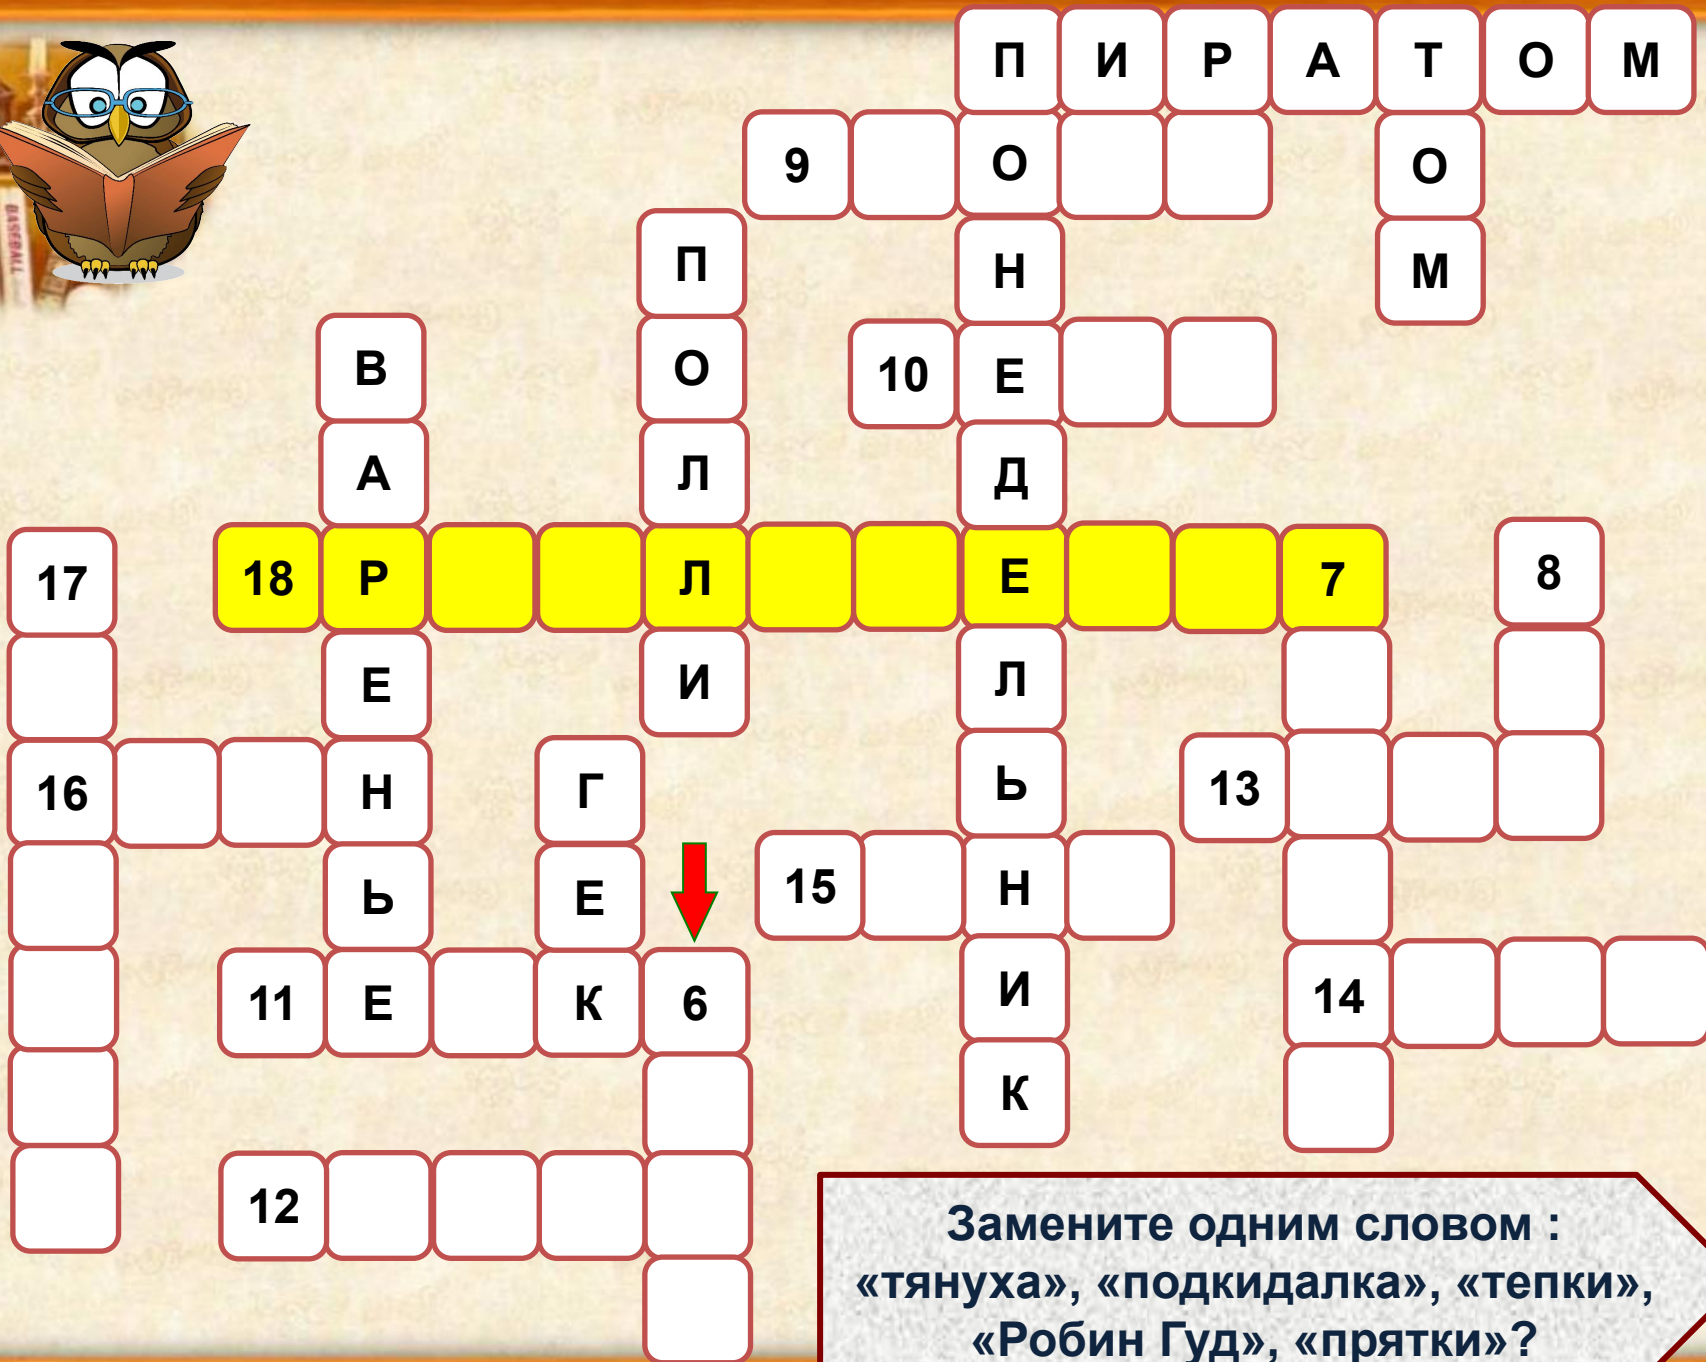 П И Р А Т О М
9 О О
П Н М
В О 10 Е
А Л Д
17 18 Р Л Е 7 8
Е И Л
16 Н Г Ь 13
Ь Е 15 Н
11 Е К 6 И 14
К
12
Замените одним словом :
«тянуха», «подкидалка», «тепки»,
«Робин Гуд», «прятки»?
BASEBALL